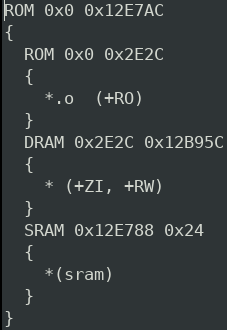 ROM 0x0 0x12E7AC
{
ROM 0x0 0x2E2C
{
*.o (+RO)
}
DRAM 0x2E2C 0x12B95C
{
* (+ZI, +RW)
}
SRAM 0x12E788 0x24
{
*(sram)
}
}